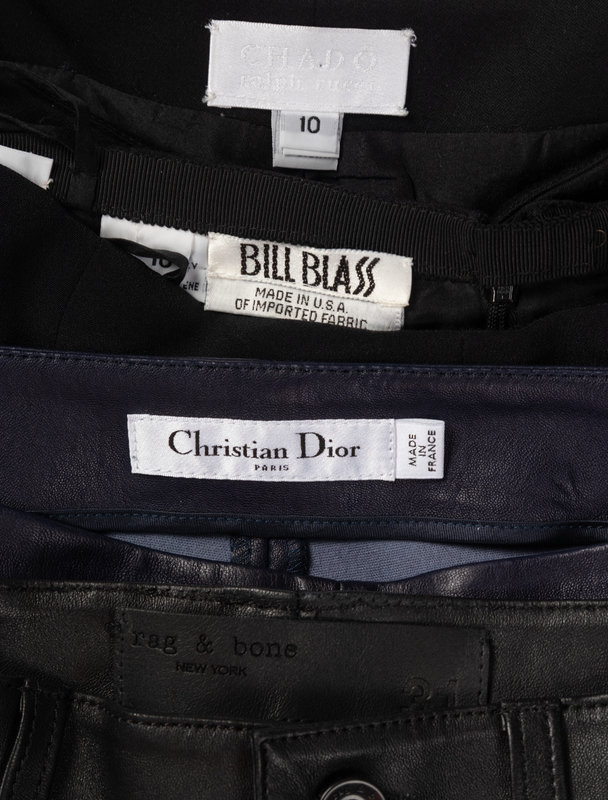 CHADO
ralph rucci
10
10
BILL BLASS
MADE IN U.S.A.
OF IMPORTED FABRIC
Christian Dior
PARIS
MADE
IN
FRANCE
rag & bone
NEW YORK